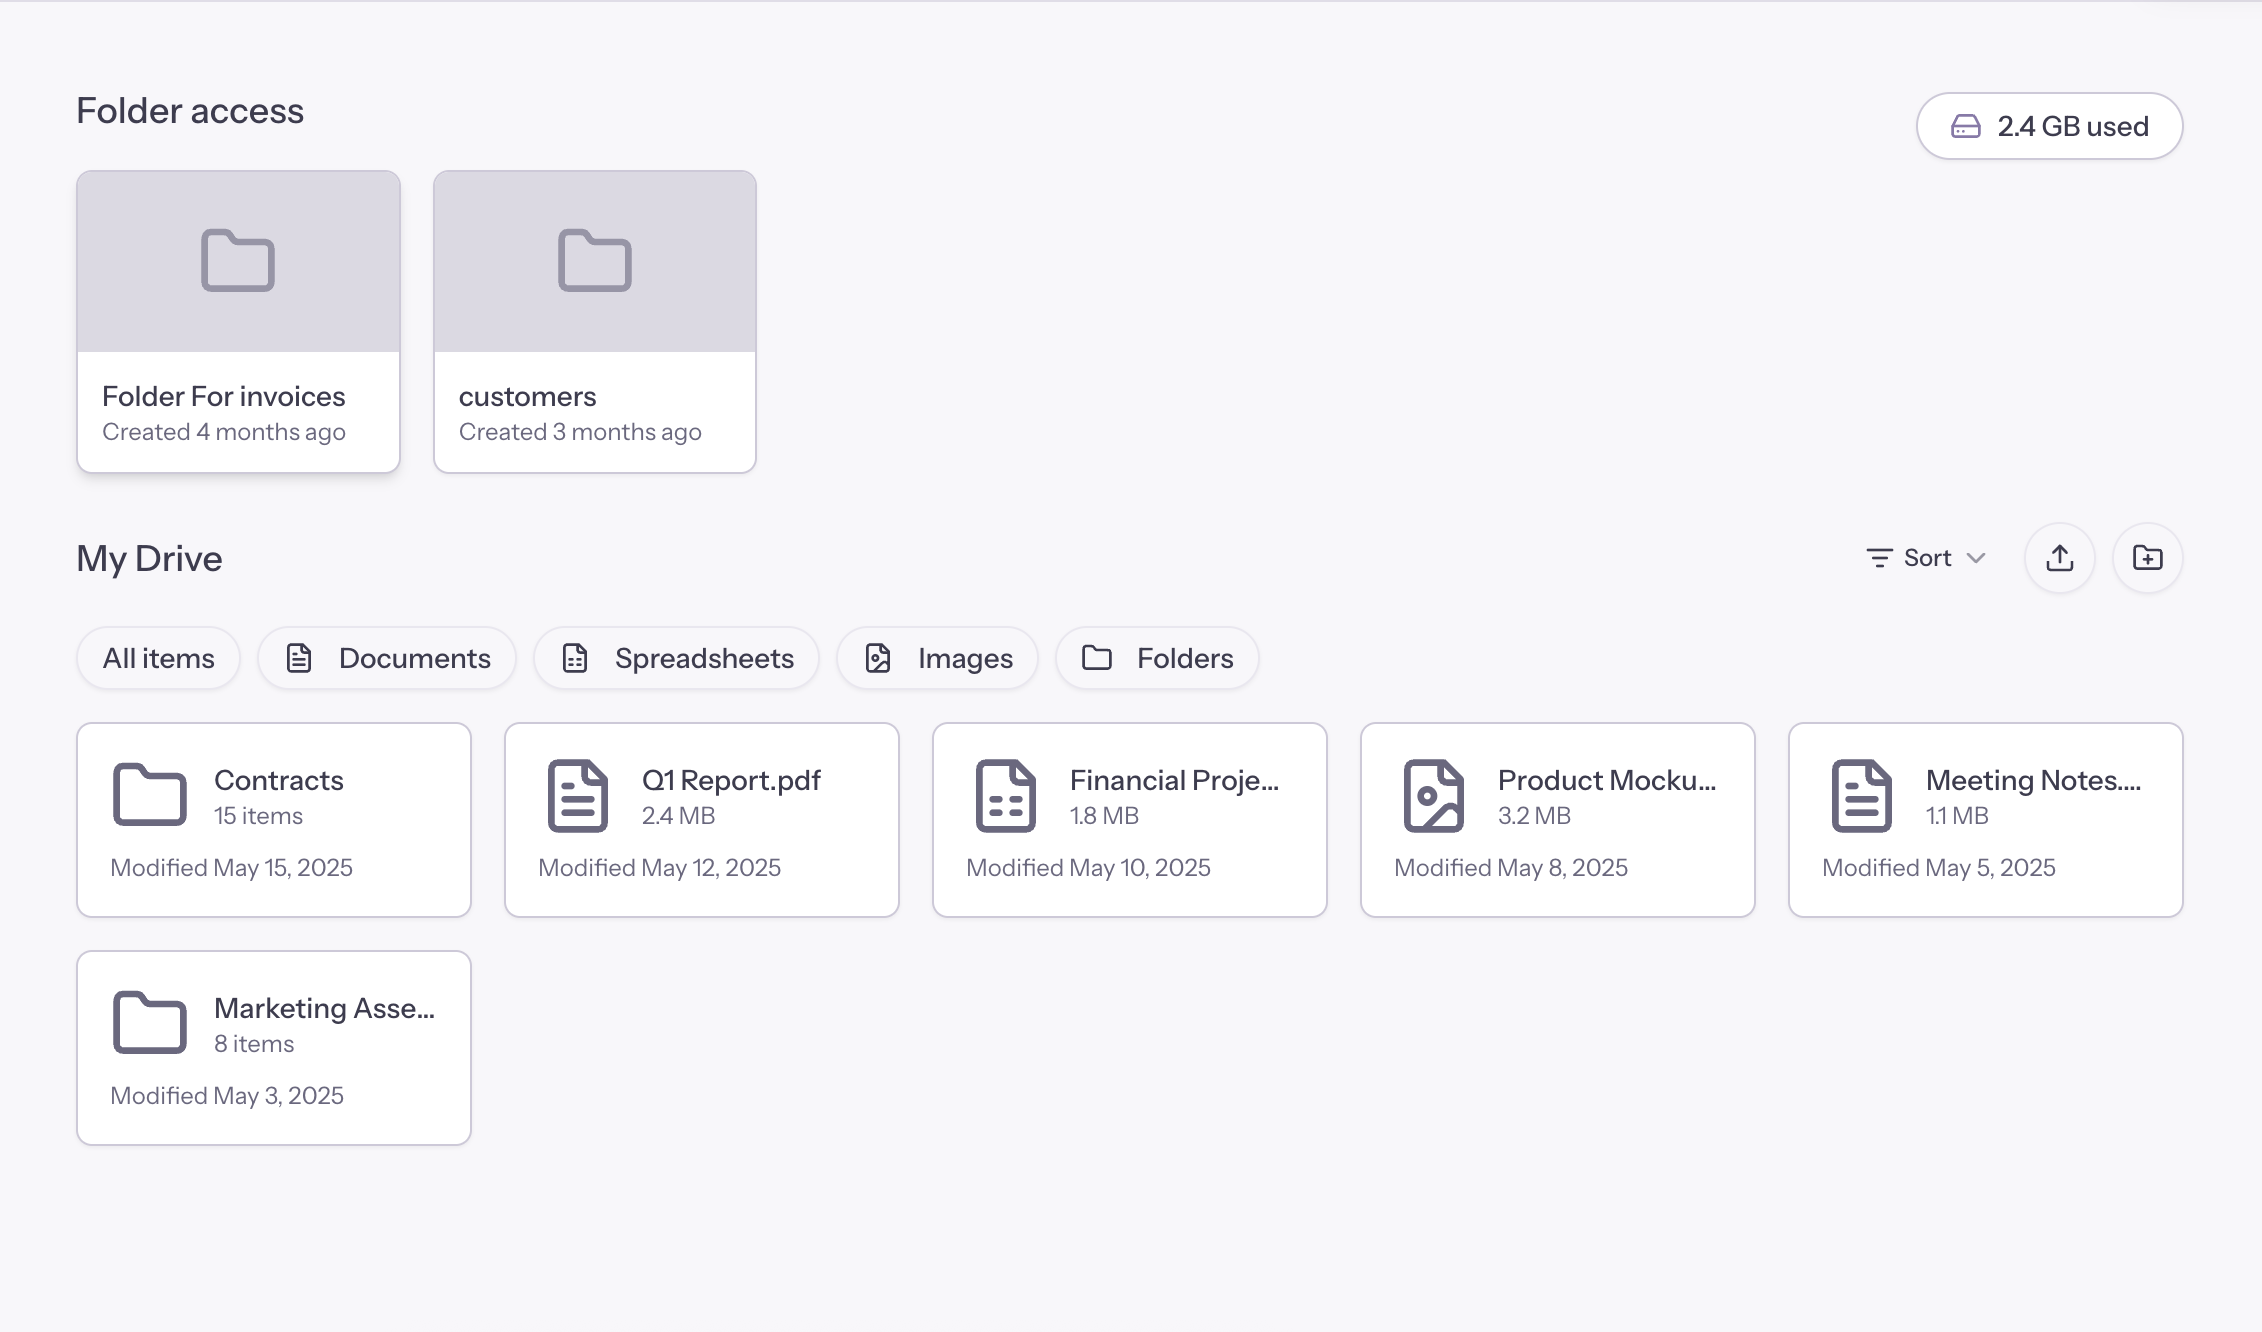 Folder access
2.4 GB used
Folder For invoices
Created 4 months ago
customers
Created 3 months ago
My Drive
Sort
All items
Documents
Spreadsheets
Images
Folders
Contracts
15 items
Modified May 15, 2025
Q1 Report.pdf
2.4 MB
Modified May 12, 2025
Financial Proje...
1.8 MB
Modified May 10, 2025
Product Mocku...
3.2 MB
Modified May 8, 2025
Meeting Notes....
1.1 MB
Modified May 5, 2025
Marketing Asse...
8 items
Modified May 3, 2025